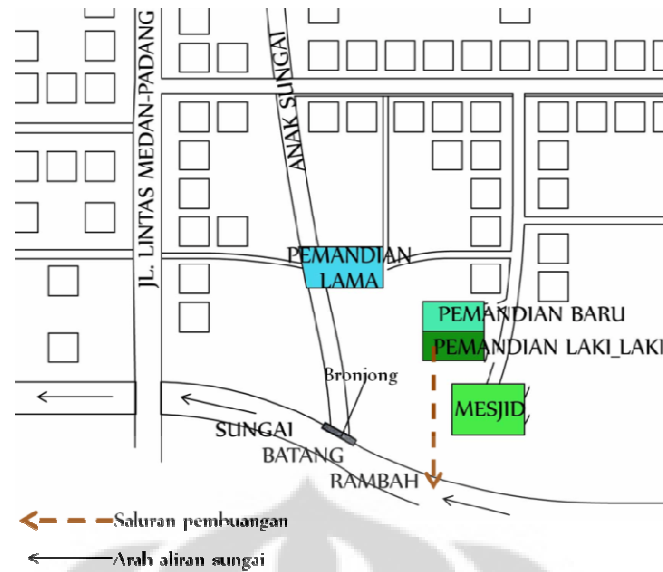 JL. LINTAS MEDAN-PADANG
ANAK SUNGAI
PEMANDIAN
LAMA
PEMANDIAN BARU
PEMANDIAN LAKI_LAKI
Bronjong
MESJID
SUNGAI
BATANG
RAMBAH
Saluran pembuangan
Arah aliran sungai